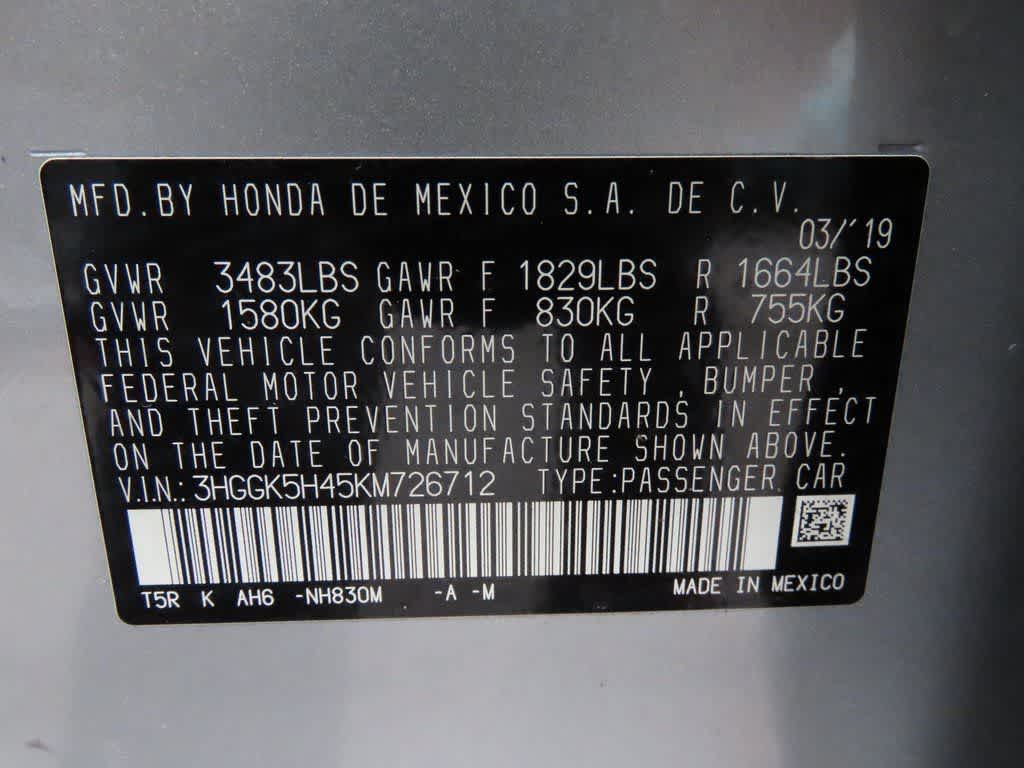 MFD.BY HONDA DE MEXICO S.A. DE C.V.
03/'19
GVWR 3483LBS GAWR F 1829LBS R 1664LBS
GVWR 1580KG GAWR F 830KG R 755KG
THIS VEHICLE CONFORMS TO ALL APPLICABLE
FEDERAL MOTOR VEHICLE SAFETY , BUMPER ,
AND THEFT PREVENTION STANDARDS IN EFFECT
ON THE DATE OF MANUFACTURE SHOWN ABOVE.
V.I.N.: 3HGGK5H45KM726712 TYPE:PASSENGER CAR
T5R K AH6 -NH830M -A -M MADE IN MEXICO